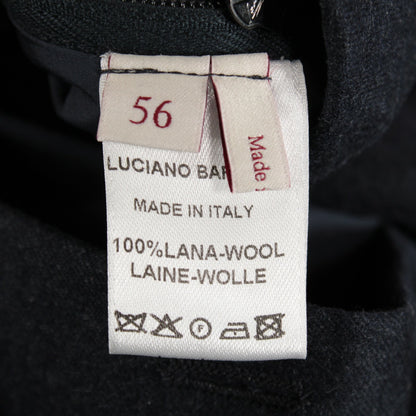 56
Made
LUCIANO BAR
MADE IN ITALY
100%LANA-WOOL
LAINE-WOLLE
F